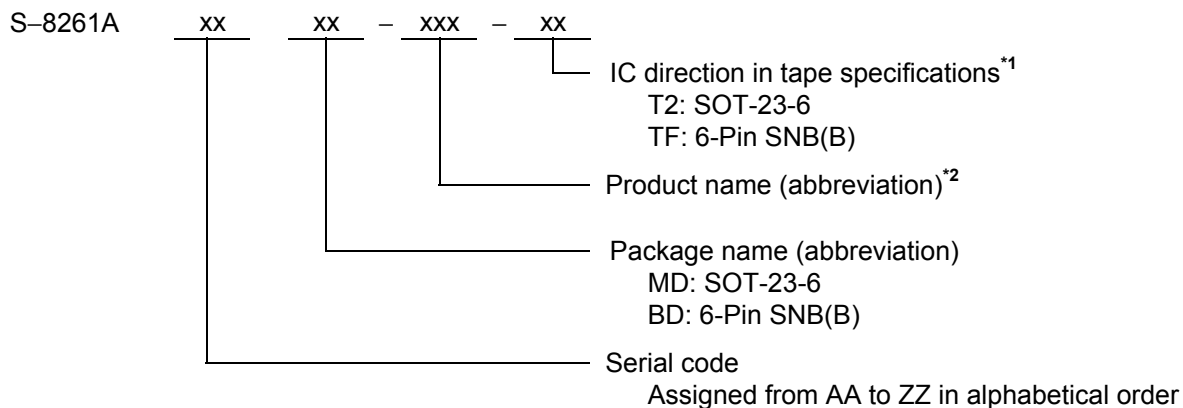 S−8261A xx xx − xxx − xx
IC direction in tape specifications*1
T2: SOT-23-6
TF: 6-Pin SNB(B)
Product name (abbreviation)*2
Package name (abbreviation)
MD: SOT-23-6
BD: 6-Pin SNB(B)
Serial code
Assigned from AA to ZZ in alphabetical order